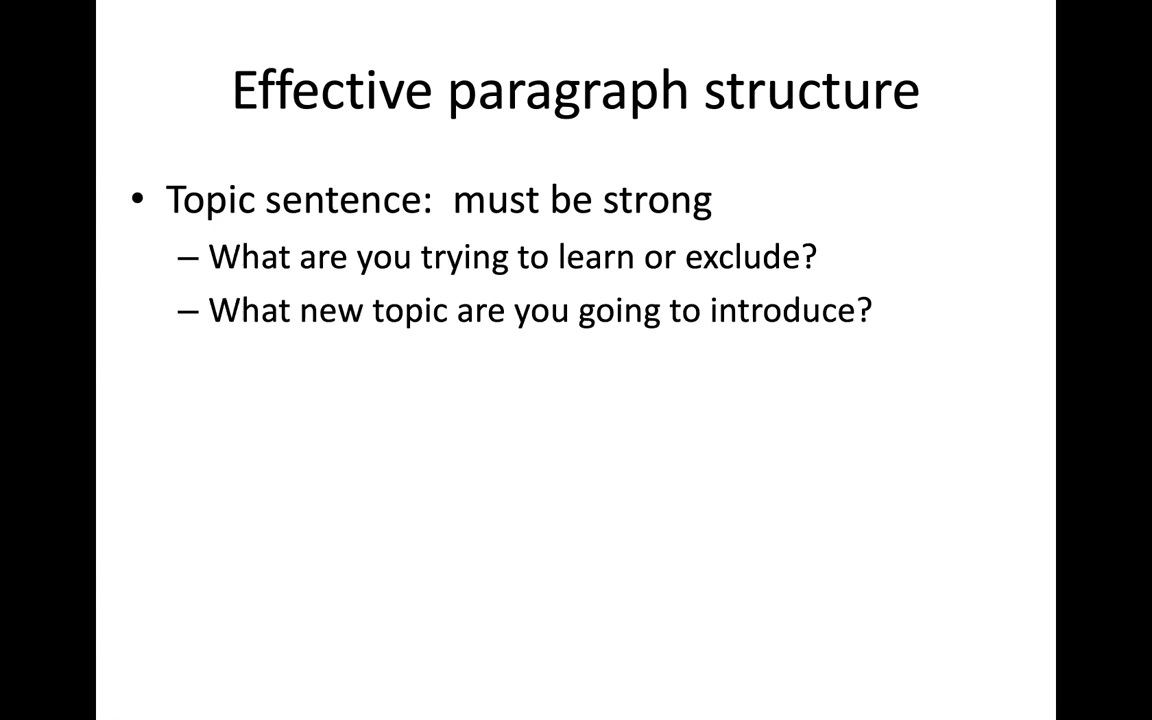 Effective paragraph structure
• Topic sentence:  must be strong
– What are you trying to learn or exclude?
– What new topic are you going to introduce?